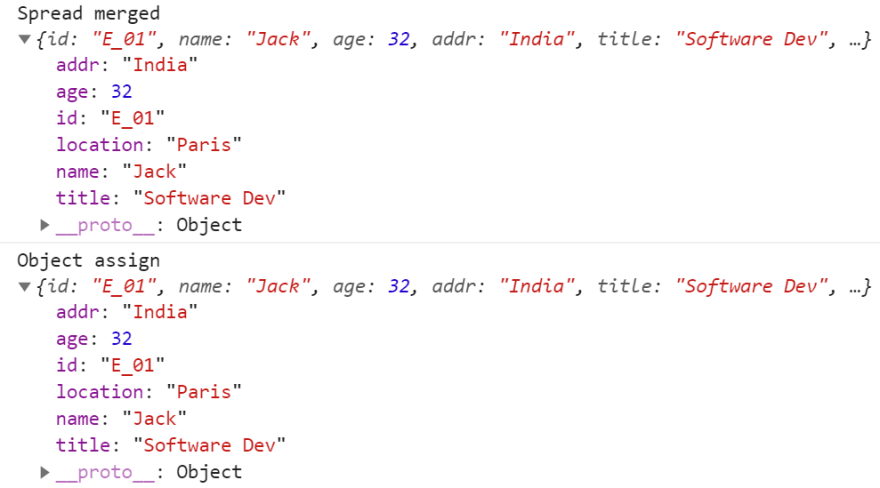 Spread merged
▼{id: "E_01", name: "Jack", age: 32, addr: "India", title: "Software Dev", …}
addr: "India"
age: 32
id: "E_01"
location: "Paris"
name: "Jack"
title: "Software Dev"
▶__proto__: Object
Object assign
▼{id: "E_01", name: "Jack", age: 32, addr: "India", title: "Software Dev", …}
addr: "India"
age: 32
id: "E_01"
location: "Paris"
name: "Jack"
title: "Software Dev"
▶__proto__: Object